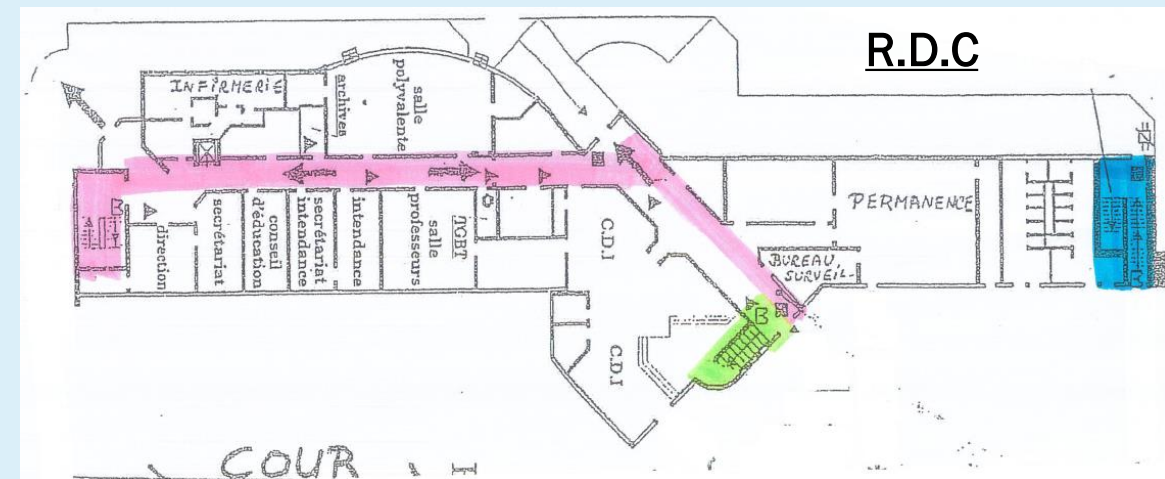 R.D.C
INFIRMERIE
archives
salle
polyvalente
PERMANENCE
direction
secrétariat
conseil
d'éducation
secrétariat
intendance
intendance
salle
professeurs
TGBT
C.D.I
BUREAU
SURVEIL-
C.D.I
COUR